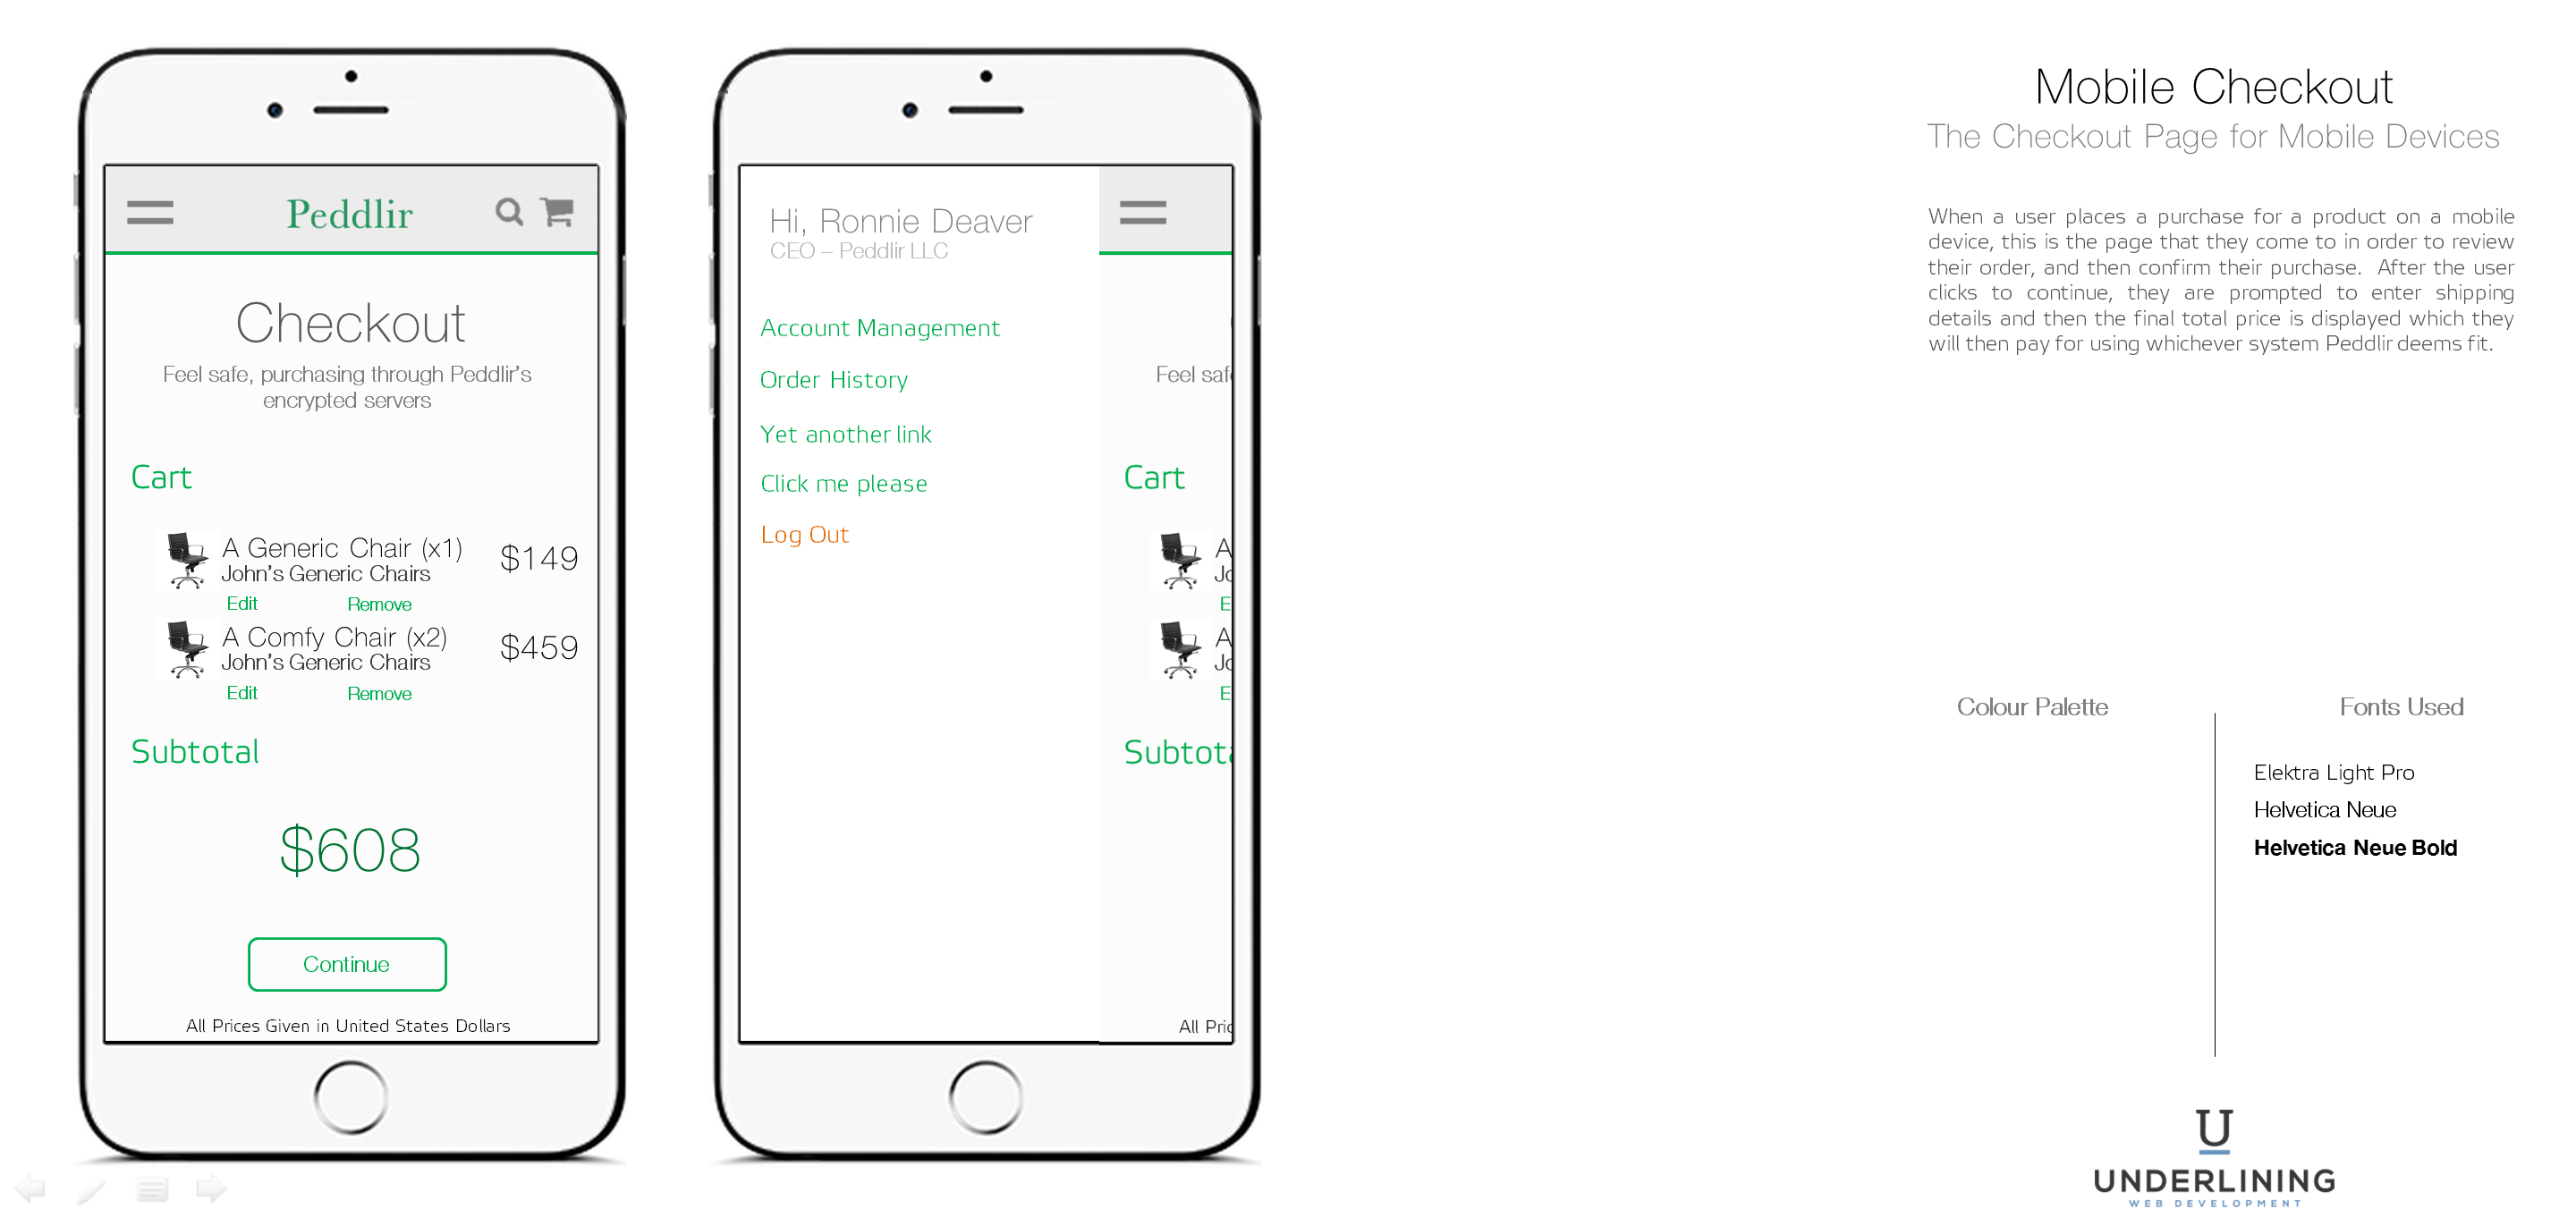 Peddlir
Checkout
Feel safe, purchasing through Peddlir's
encrypted servers
Cart
A Generic Chair (x1)
$149
John's Generic Chairs
Edit Remove
A Comfy Chair (x2)
$459
John's Generic Chairs
Edit Remove
Subtotal
$608
Continue
All Prices Given in United States Dollars
Hi, Ronnie Deaver
CEO – Peddlir LLC
Account Management
Order History
Yet another link
Click me please
Log Out
Feel saf
Cart
A
Jo
E
A
Jo
E
Subtota
All Pric
Mobile Checkout
The Checkout Page for Mobile Devices
When a user places a purchase for a product on a mobile
device, this is the page that they come to in order to review
their order, and then confirm their purchase. After the user
clicks to continue, they are prompted to enter shipping
details and then the final total price is displayed which they
will then pay for using whichever system Peddlir deems fit.
Colour Palette
Fonts Used
Elektra Light Pro
Helvetica Neue
Helvetica Neue Bold
U
UNDERLINING
WEB DEVELOPMENT